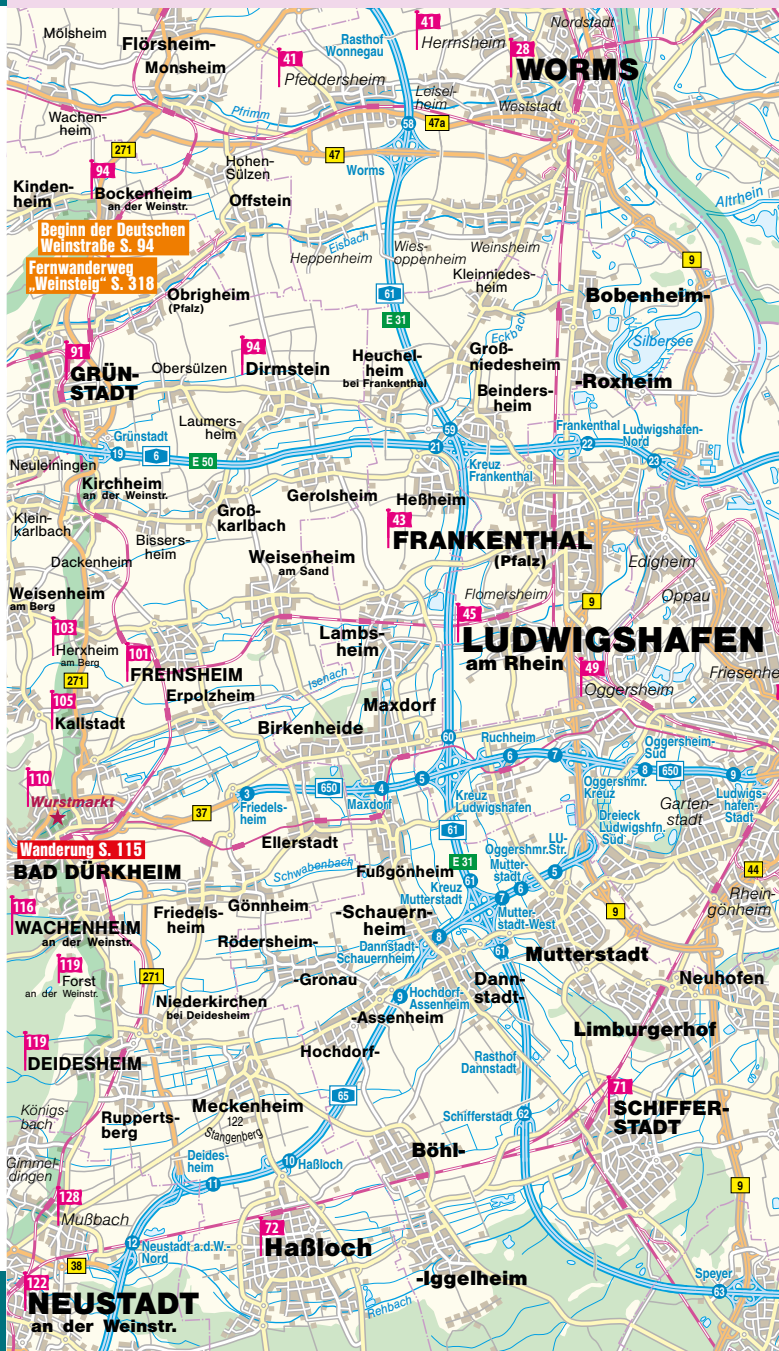 Mölsheim
Flörsheim-
Monsheim
41
Pfeddersheim
Rasthof
Wonnegau
41
Herrnsheim
28
WORMS
Nordstadt
Leisel-
heim
Weststadt
Wachen-
heim
Pfrimm
58
47a
271
47
Worms
Hohen-
Sülzen
94
Bockenheim
an der Weinstr.
Kinden-
heim
Offstein
Altrhein
Beginn der Deutschen
Weinstraße S. 94
Fernwanderweg
„Weinsteig“ S. 318
Eisbach
Heppenheim
Wies-
oppenheim
Weinsheim
9
Kleinniedes-
heim
Obrigheim
(Pfalz)
61
E 31
Bobenheim-
Eckbach
Silbersee
91
GRÜN-
STADT
94
Dirmstein
Obersülzen
Heuchel-
heim
bei Frankenthal
Groß-
niedesheim
-Roxheim
Beinders-
heim
Laumers-
heim
Grünstadt
19
6
E 50
21
59
Kreuz
Frankenthal
Frankenthal
22
Ludwigshafen-
Nord
23
Neuleiningen
Kirchheim
an der Weinstr.
Gerolsheim
Heßheim
Groß-
karlbach
43
FRANKENTHAL
(Pfalz)
Klein-
karlbach
Bissers-
heim
Dackenheim
Weisenheim
am Sand
Edigheim
Weisenheim
am Berg
Flomersheim
9
Oppau
103
Herxheim
am Berg
101
FREINSHEIM
Lambs-
heim
45
LUDWIGSHAFEN
am Rhein
49
Oggersheim
Friesenhe
271
105
Kallstadt
Erpolzheim
Isenach
Maxdorf
Birkenheide
60
Ruchheim
6
7
Oggersheim-
Süd
8
650
9
110
Wurstmarkt
3
Friedels-
heim
650
4
Maxdorf
5
Kreuz
Ludwigshafen
Oggershmr.
Kreuz
Ludwigs-
hafen-
Stadt
37
Garten-
stadt
Dreieck
Ludwigshfn.
Süd
61
Wanderung S. 115
BAD DÜRKHEIM
Ellerstadt
LU-
Oggershmr.Str.
Schwabenbach
Fußgönheim
E 31
61
Kreuz
Mutterstadt
Mutter-
stadt
6
5
7
44
Rhein-
gönheim
116
WACHENHEIM
an der Weinstr.
Friedels-
heim
Gönnheim
-Schauern-
heim
8
Mutter-
stadt-West
9
Rödersheim-
Dannstadt-
Schauernheim
61
Mutterstadt
119
Forst
an der Weinstr.
271
-Gronau
Dann-
stadt-
Neuhofen
Niederkirchen
bei Deidesheim
9
Hochdorf-
Assenheim
-Assenheim
Limburgerhof
119
DEIDESHEIM
Hochdorf-
Rasthof
Dannstadt
65
71
SCHIFFER-
STADT
Königs-
bach
Rupperts-
berg
Meckenheim
122
Stangenberg
Schifferstadt
62
Böhl-
Gimmel-
dingen
Deides-
heim
11
10
Haßloch
9
128
Mußbach
72
Haßloch
12
Neustadt a.d.W.-
Nord
38
-Iggelheim
Speyer
63
122
NEUSTADT
an der Weinstr.
Rehbach